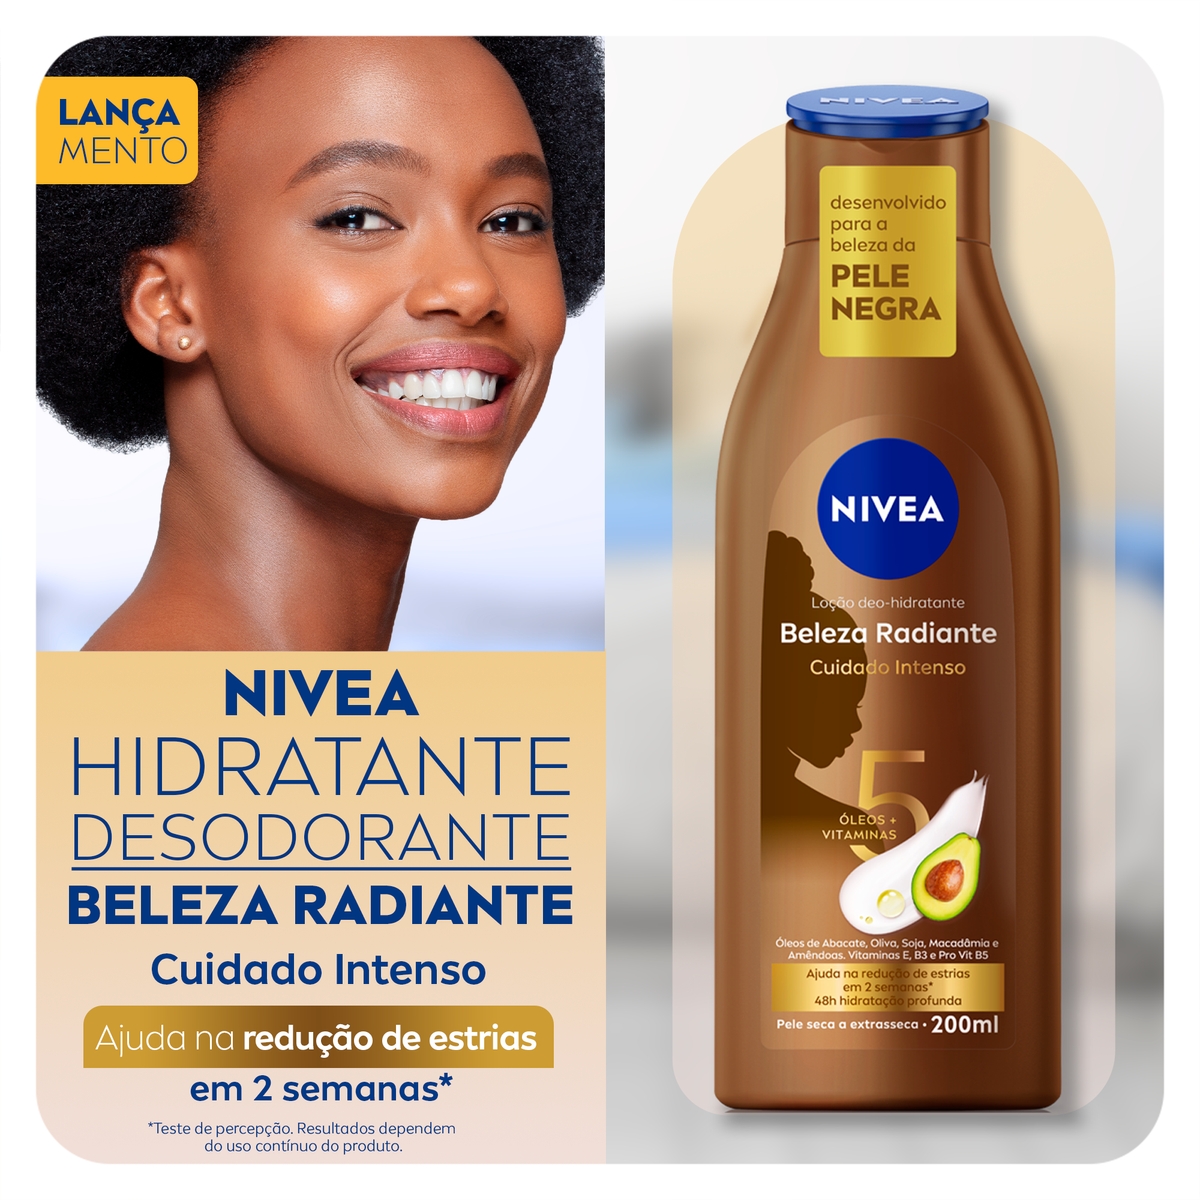 LANÇA
MENTO
NIVEA
HIDRATANTE
DESODORANTE
BELEZA RADIANTE
Cuidado Intenso
Ajuda na redução de estrias
em 2 semanas*
*Teste de percepção. Resultados dependem
do uso contínuo do produto.
NIVEA
desenvolvido
para a
beleza da
PELE
NEGRA
NIVEA
Loção deo-hidratante
Beleza Radiante
Cuidado Intenso
5
ÓLEOS +
VITAMINAS
Óleos de Abacate, Oliva, Soja, Macadâmia e
Amêndoas. Vitaminas E, B3 e Pro Vit B5
Ajuda na redução de estrias
em 2 semanas*
48h hidratação profunda
Pele seca a extrasseca • 200ml